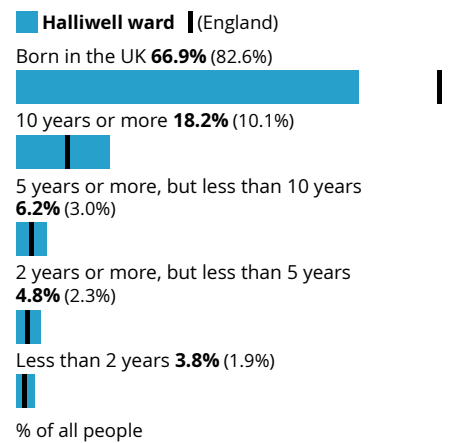 Halliwell ward (England)
Born in the UK 66.9% (82.6%)
10 years or more 18.2% (10.1%)
5 years or more, but less than 10 years
6.2% (3.0%)
2 years or more, but less than 5 years
4.8% (2.3%)
Less than 2 years 3.8% (1.9%)
% of all people